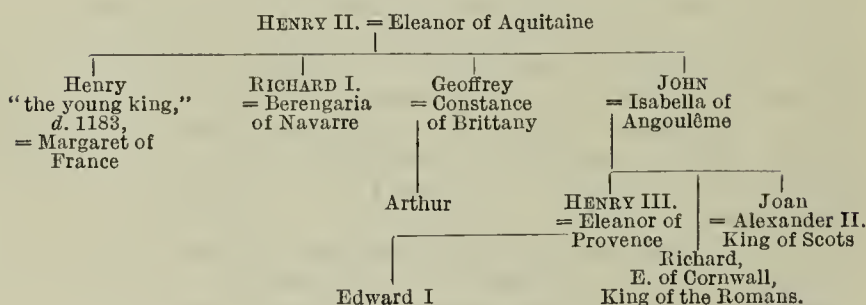 HENRY II. = Eleanor of Aquitaine
Henry
"the young king,"
d. 1183,
= Margaret of
France
RICHARD I.
= Berengaria
of Navarre
Geoffrey
= Constance
of Brittany
JOHN
= Isabella of
Angoulême
Arthur
HENRY III.
= Eleanor of
Provence
Joan
= Alexander II.
King of Scots
Richard,
E. of Cornwall,
King of the Romans.
Edward I